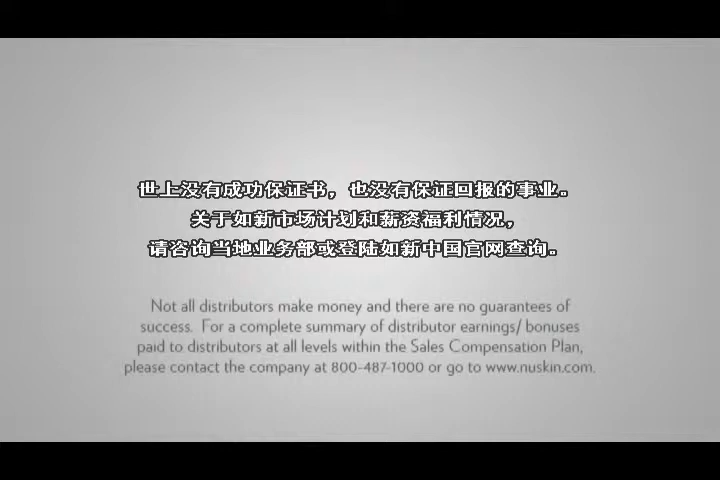 世上没有成功保证书，也没有保证回报的事业。
关于如新市场计划和薪资福利情况，
请咨询当地业务部或登陆如新中国官网查询。
Not all distributors make money and there are no guarantees of
success. For a complete summary of distributor earnings/ bonuses
paid to distributors at all levels within the Sales Compensation Plan,
please contact the company at 800-487-1000 or go to www.nuskin.com.